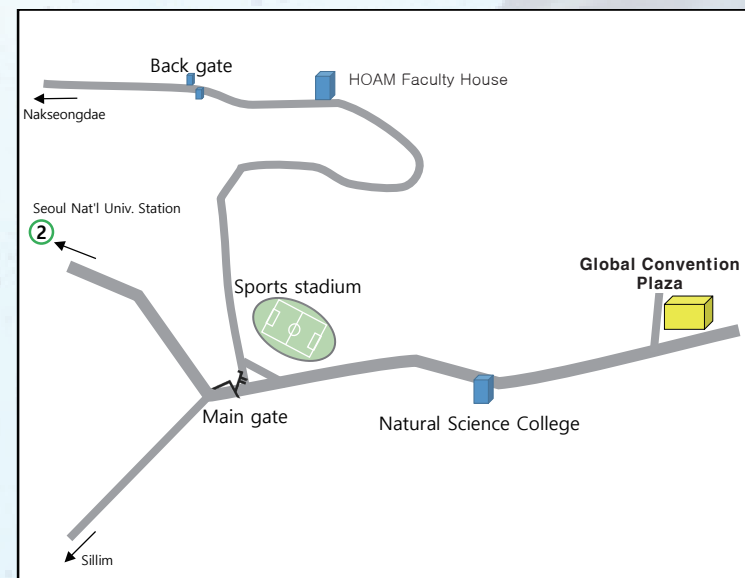 Back gate
HOAM Faculty House
Nakseongdae
Seoul Nat'l Univ. Station
2
Global Convention
Plaza
Sports stadium
Main gate
Natural Science College
Sillim